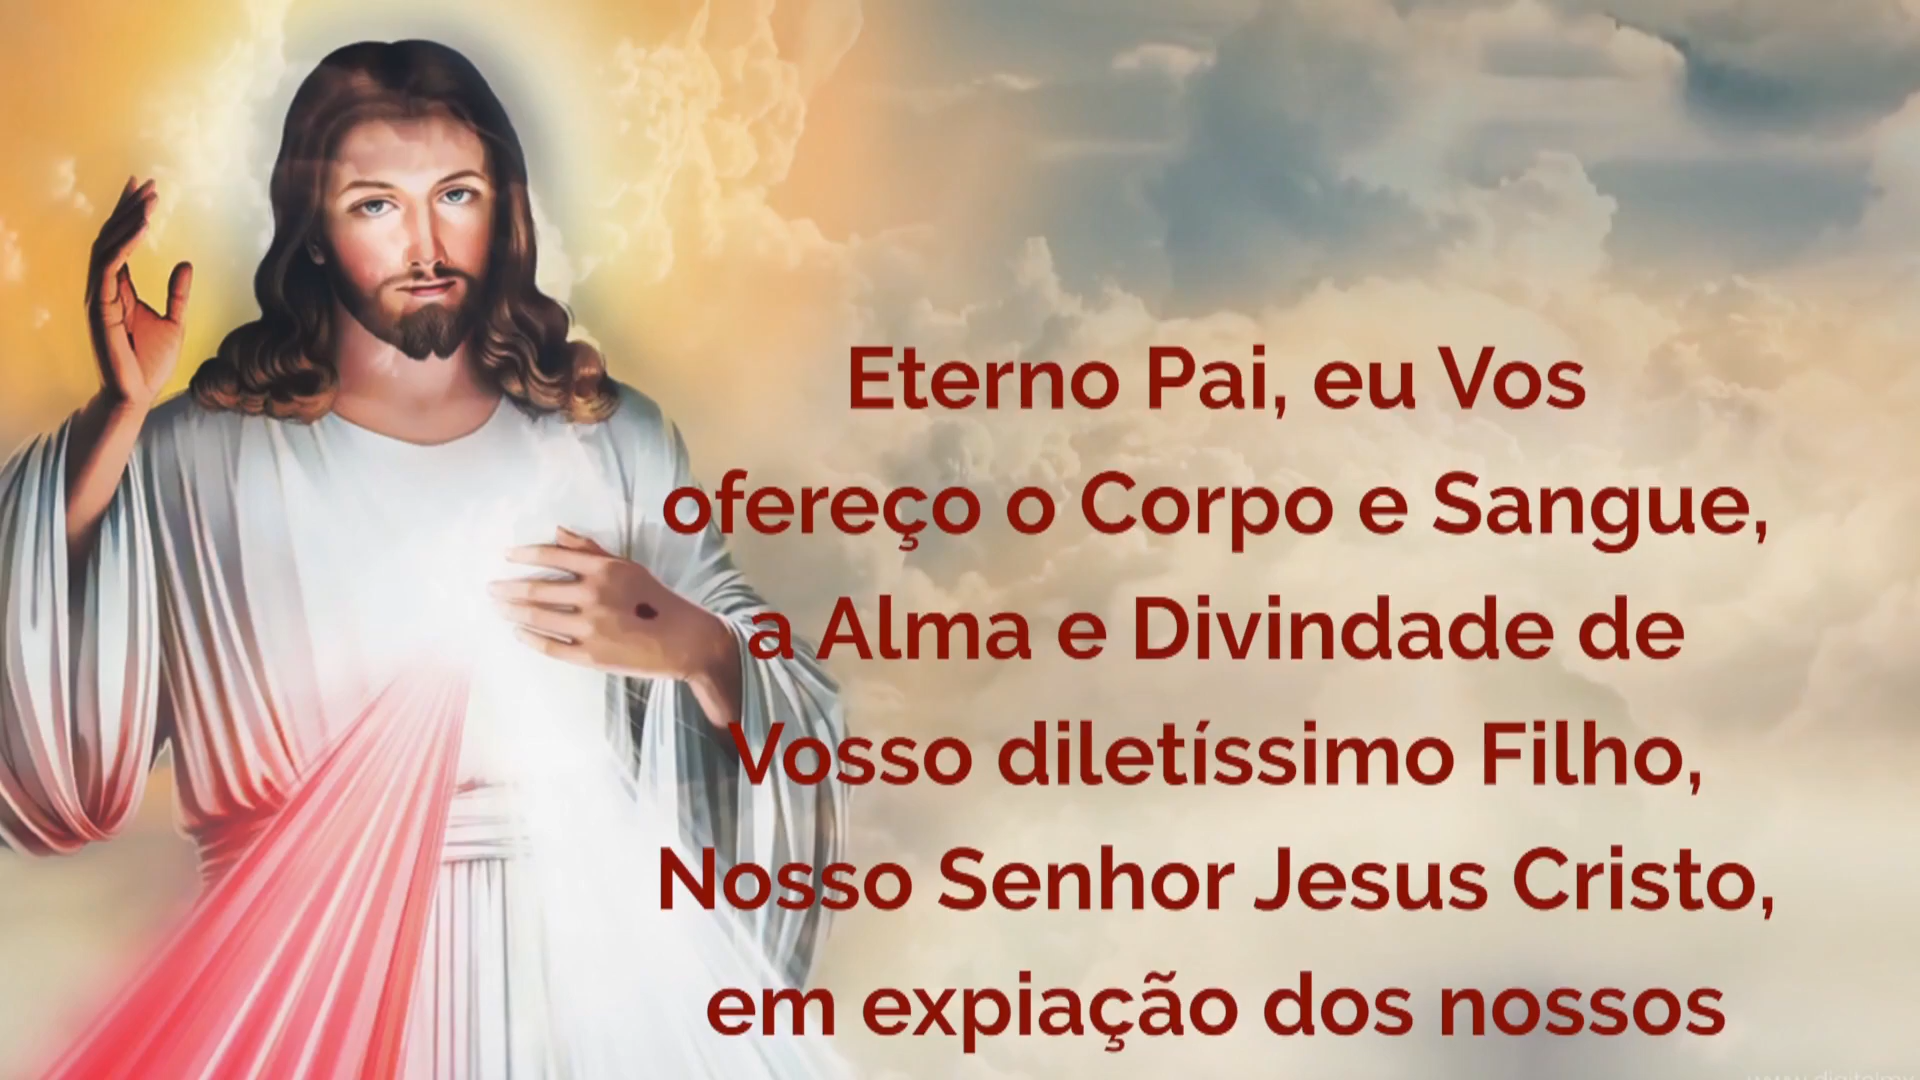 Eterno Pai, eu Vos
ofereço o Corpo e Sangue,
a Alma e Divindade de
Vosso diletíssimo Filho,
Nosso Senhor Jesus Cristo,
em expiação dos nossos